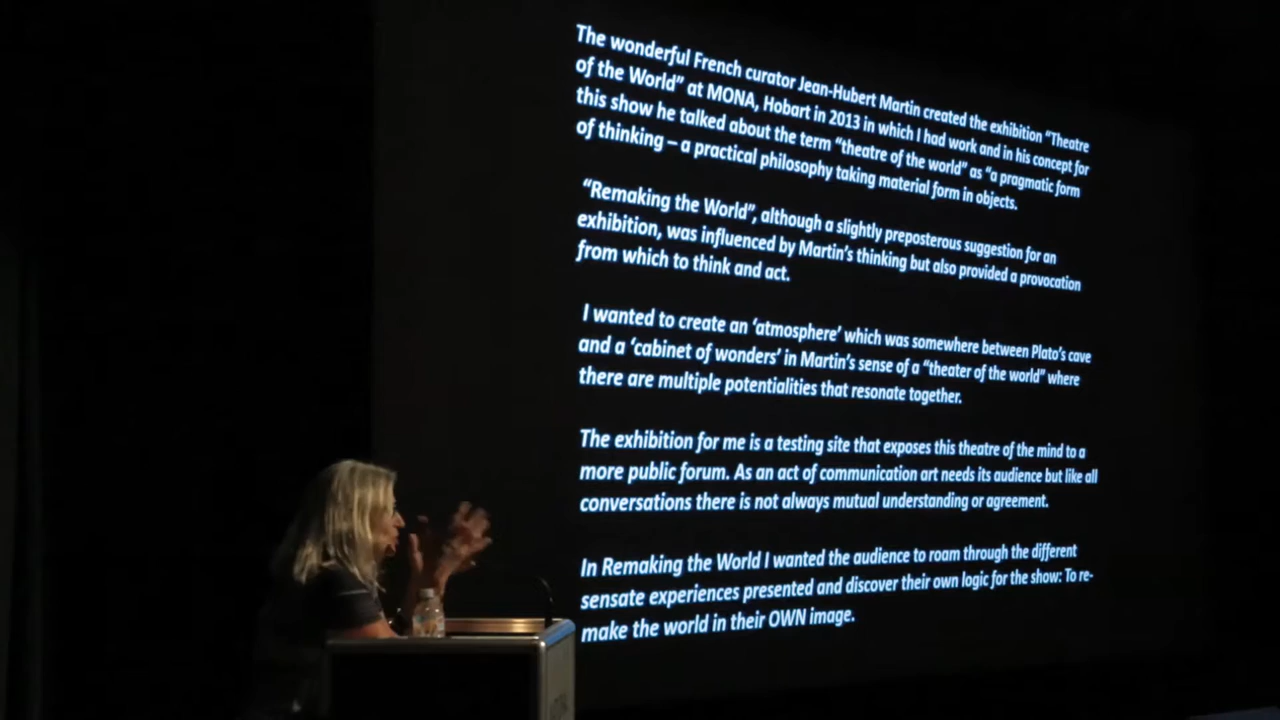 The wonderful French curator Jean-Hubert Martin created the exhibition “Theatre
of the World” at MONA, Hobart in 2013 in which I had work and in his concept for
this show he talked about the term “theatre of the world” as “a pragmatic form
of thinking – a practical philosophy taking material form in objects.
“Remaking the World”, although a slightly preposterous suggestion for an
exhibition, was influenced by Martin’s thinking but also provided a provocation
from which to think and act.
I wanted to create an ‘atmosphere’ which was somewhere between Plato’s cave
and a ‘cabinet of wonders’ in Martin’s sense of a “theater of the world” where
there are multiple potentialities that resonate together.
The exhibition for me is a testing site that exposes this theatre of the mind to a
more public forum. As an act of communication art needs its audience but like all
conversations there is not always mutual understanding or agreement.
In Remaking the World I wanted the audience to roam through the different
sensate experiences presented and discover their own logic for the show: To re-
make the world in their OWN image.